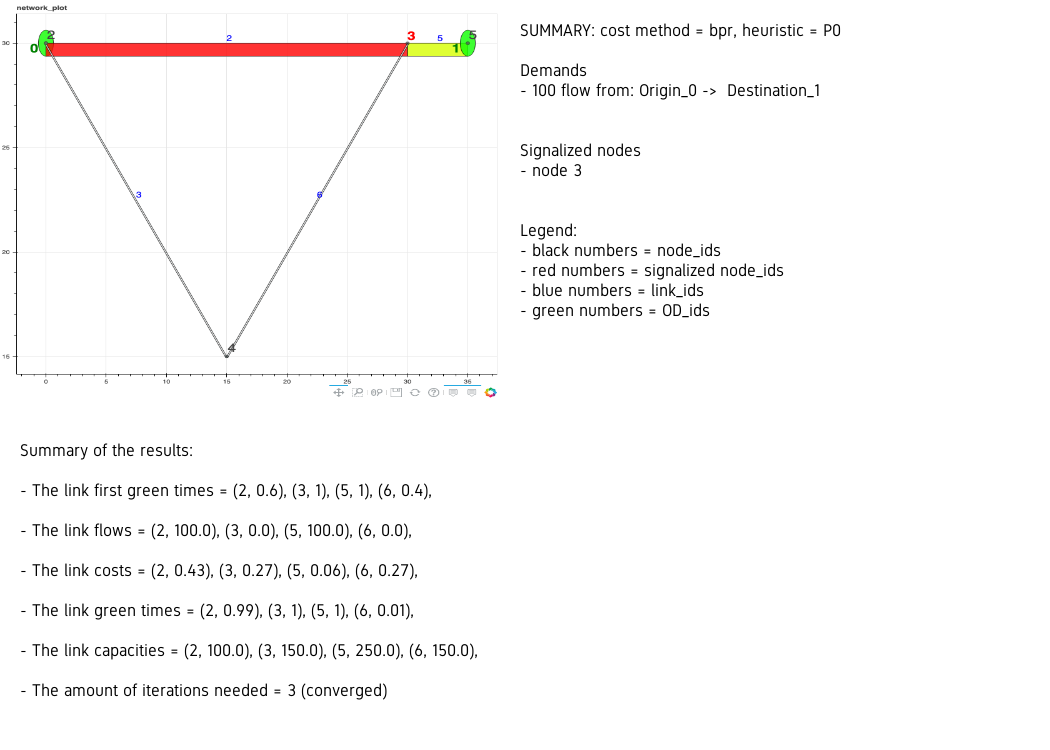 network_plot
2
0
2
3
5
1
5
3
6
4
30
25
20
15
0
5
10
15
20
25
30
35
SUMMARY: cost method = bpr, heuristic = P0
Demands
- 100 flow from: Origin_0 -> Destination_1
Signalized nodes
- node 3
Legend:
- black numbers = node_ids
- red numbers = signalized node_ids
- blue numbers = link_ids
- green numbers = OD_ids
Summary of the results:
- The link first green times = (2, 0.6), (3, 1), (5, 1), (6, 0.4),
- The link flows = (2, 100.0), (3, 0.0), (5, 100.0), (6, 0.0),
- The link costs = (2, 0.43), (3, 0.27), (5, 0.06), (6, 0.27),
- The link green times = (2, 0.99), (3, 1), (5, 1), (6, 0.01),
- The link capacities = (2, 100.0), (3, 150.0), (5, 250.0), (6, 150.0),
- The amount of iterations needed = 3 (converged)